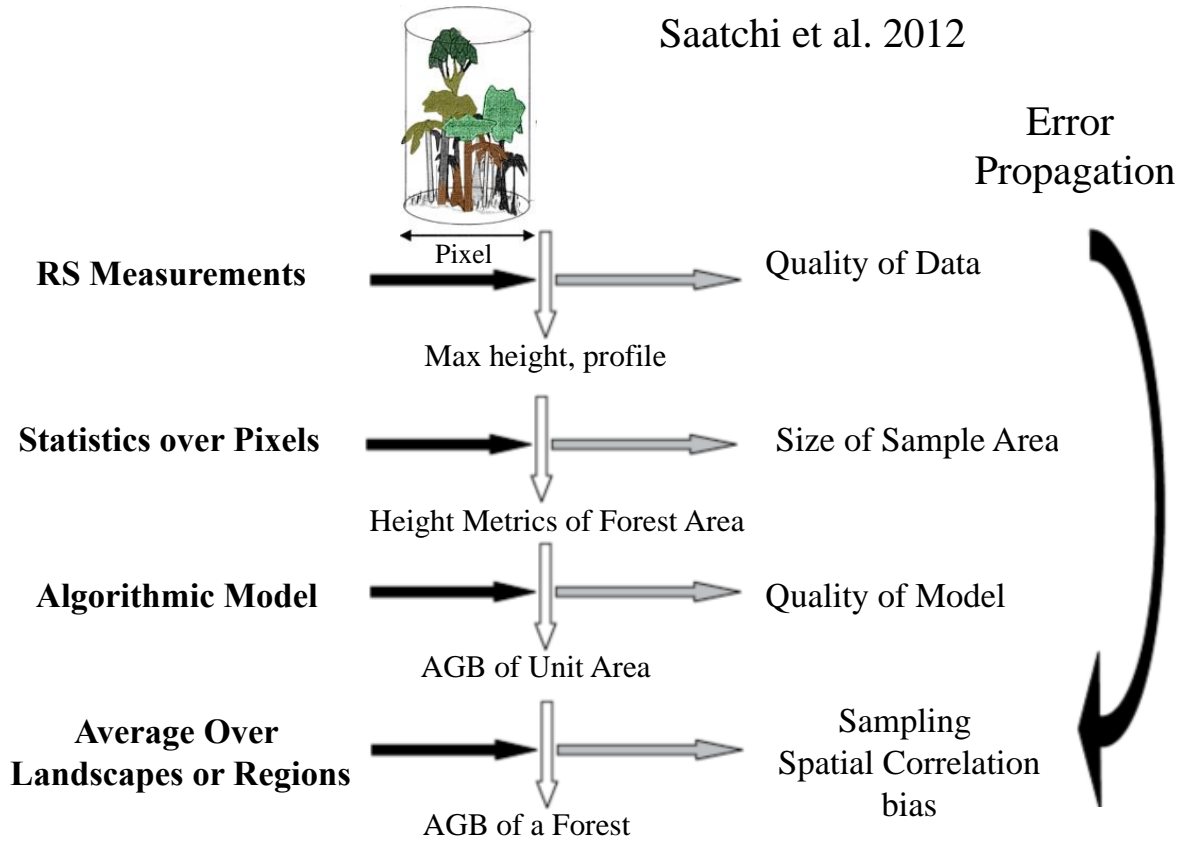 Saatchi et al. 2012
Error
Propagation
Pixel
RS Measurements
Quality of Data
Max height, profile
Statistics over Pixels
Size of Sample Area
Height Metrics of Forest Area
Algorithmic Model
Quality of Model
AGB of Unit Area
Average Over
Landscapes or Regions
Sampling
Spatial Correlation
bias
AGB of a Forest